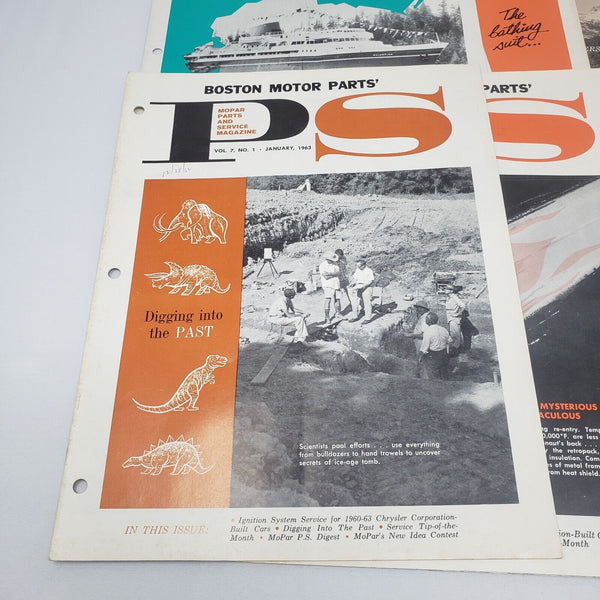 The
bathing
suit...
BOSTON MOTOR PARTS'
PS
MOPAR
PARTS
AND
SERVICE
MAGAZINE
VOL. 7, NO. 1 - JANUARY, 1963
Digging into
the PAST
Scientists pool efforts . . . use everything
from bulldozers to hand trowels to uncover
secrets of ice-age tomb.
IN THIS ISSUE:
• Ignition System Service for 1960-63 Chrysler Corporation-
Built Cars • Digging Into The Past • Service Tip-of-the-
Month • MoPar P.S. Digest • MoPar's New Idea Contest
PARTS'
S
MYSTERIOUS
re-entry.
are less
back . . .
the retropack,
insulation.
of metal from
heat shield.
Month